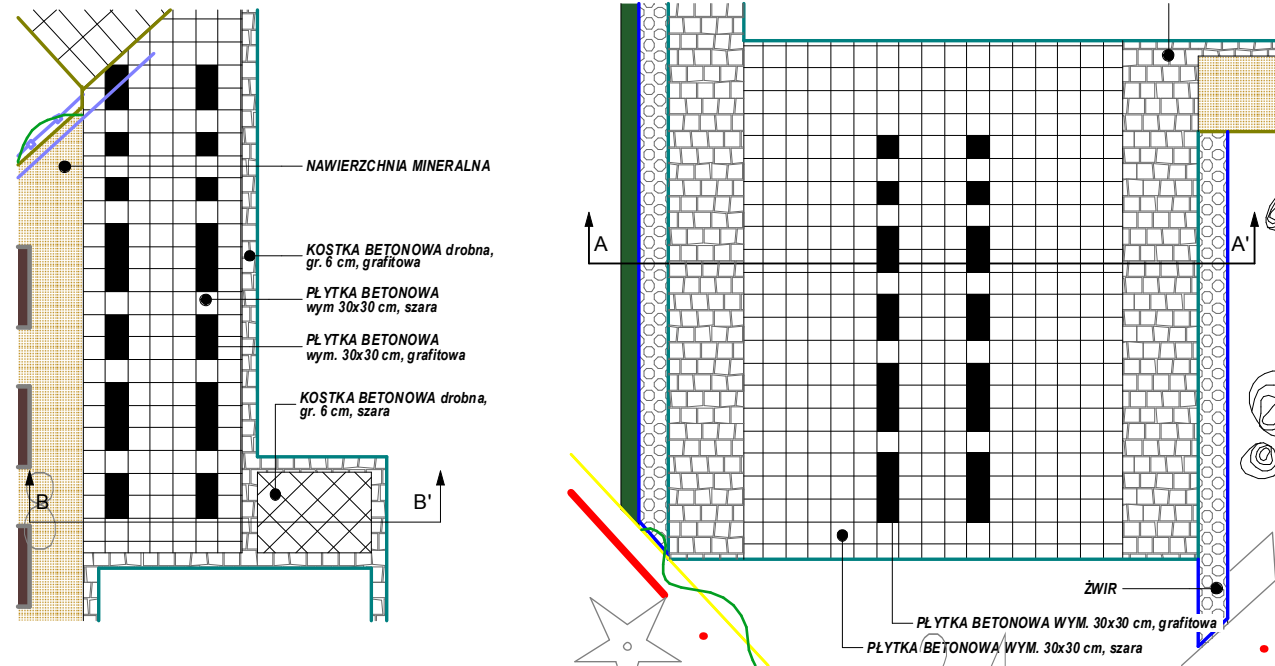 NAWIERZCHNIA MINERALNA
KOSTKA BETONOWA drobna,
gr. 6 cm, grafitowa
PŁYTKA BETONOWA
wym 30x30 cm, szara
PŁYTKA BETONOWA
wym. 30x30 cm, grafitowa
KOSTKA BETONOWA drobna,
gr. 6 cm, szara
B
B'
A
A'
ŻWIR
PŁYTKA BETONOWA WYM. 30x30 cm, grafitowa
PŁYTKA BETONOWA WYM. 30x30 cm, szara